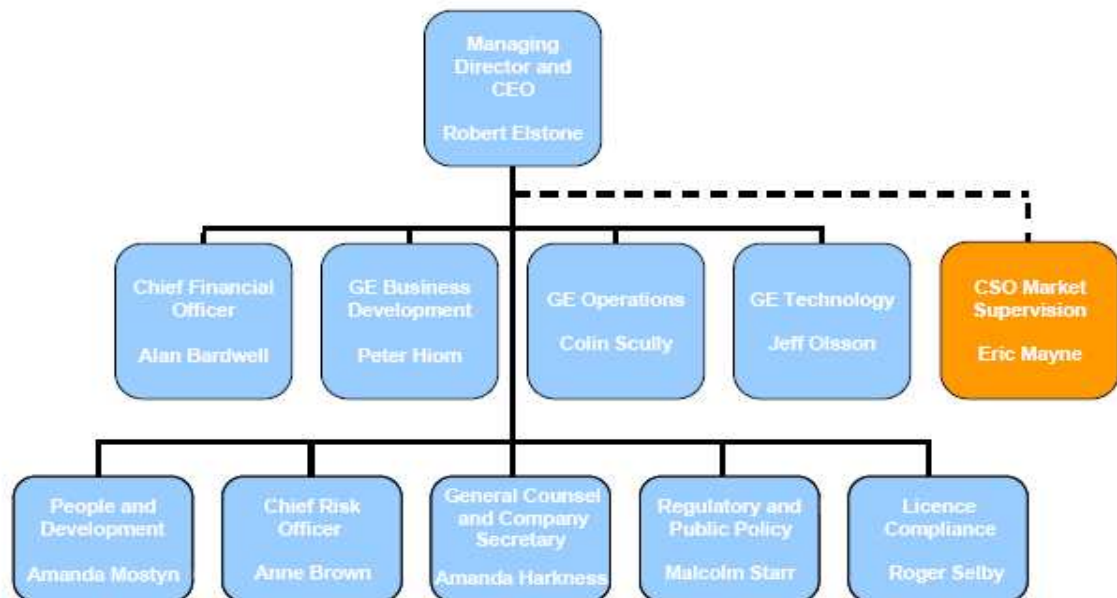 Managing
Director and
CEO
Robert Elstone
Chief Financial
Officer
Alan Bardwell
GE Business
Development
Peter Hiom
GE Operations
Colin Scully
GE Technology
Jeff Olsson
CSO Market
Supervision
Eric Mayne
People and
Development
Amanda Mostyn
Chief Risk
Officer
Anne Brown
General Counsel
and Company
Secretary
Amanda Harkness
Regulatory and
Public Policy
Malcolm Starr
Licence
Compliance
Roger Selby